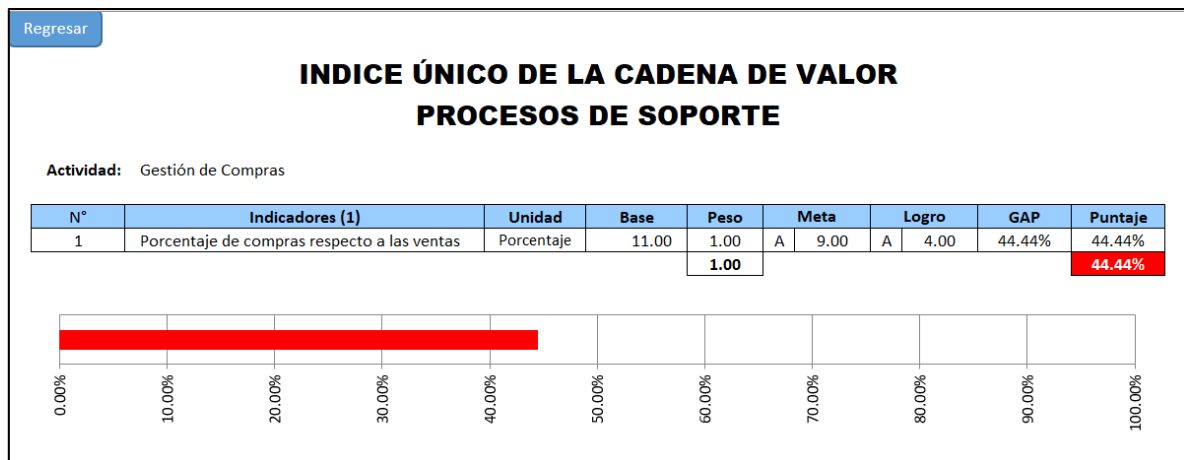 Regresar
INDICE ÚNICO DE LA CADENA DE VALOR
PROCESOS DE SOPORTE
Actividad: Gestión de Compras
N° Indicadores (1) Unidad Base Peso Meta Logro GAP Puntaje
1 Porcentaje de compras respecto a las ventas Porcentaje 11.00 1.00 A 9.00 A 4.00 44.44% 44.44%
1.00 44.44%
0.00% 10.00% 20.00% 30.00% 40.00% 50.00% 60.00% 70.00% 80.00% 90.00% 100.00%